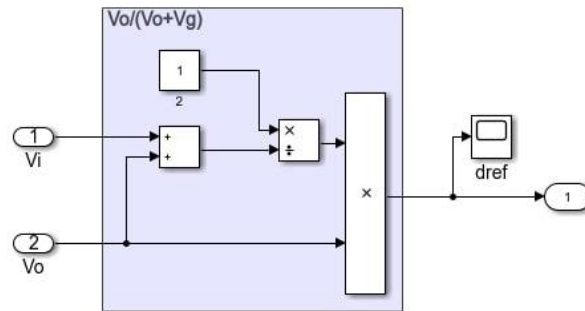 Vo/(Vo+Vg)
1
2
1
Vi
+
+
×
÷
×
dref
1
2
Vo